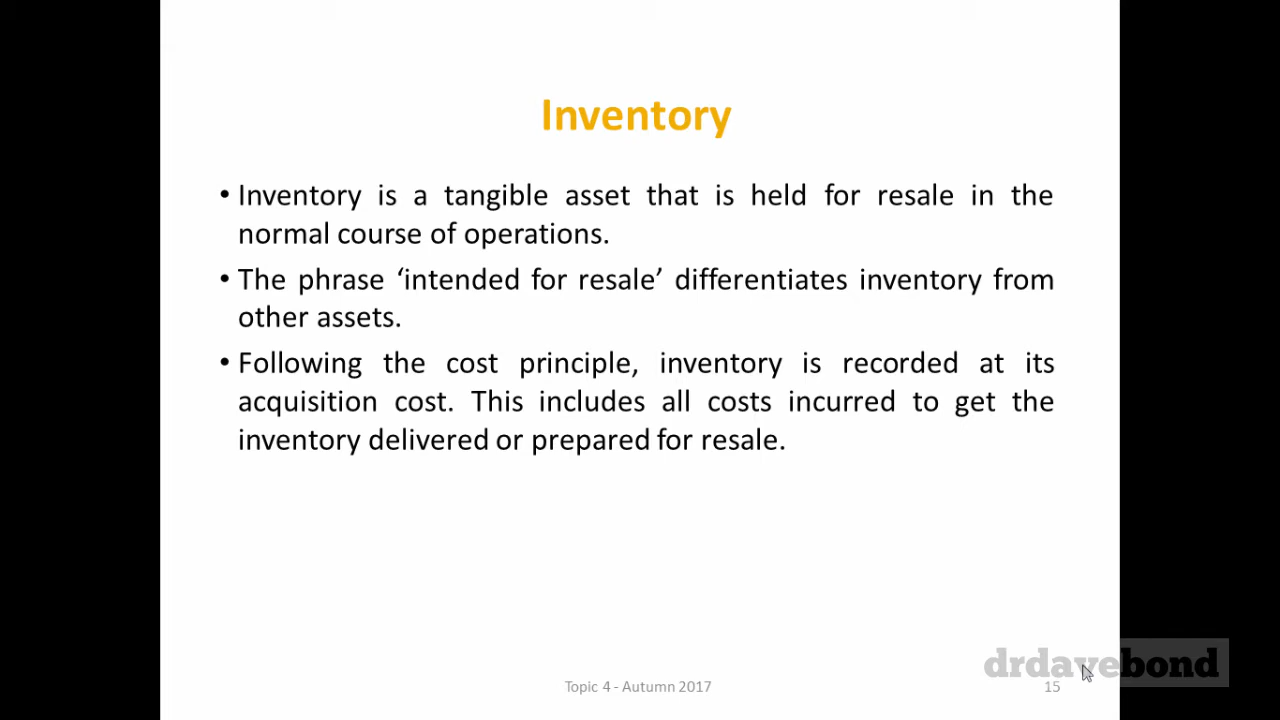 Inventory
• Inventory is a tangible asset that is held for resale in the
normal course of operations.
• The phrase ‘intended for resale’ differentiates inventory from
other assets.
• Following the cost principle, inventory is recorded at its
acquisition cost. This includes all costs incurred to get the
inventory delivered or prepared for resale.
drdavebond
Topic 4 - Autumn 2017
15